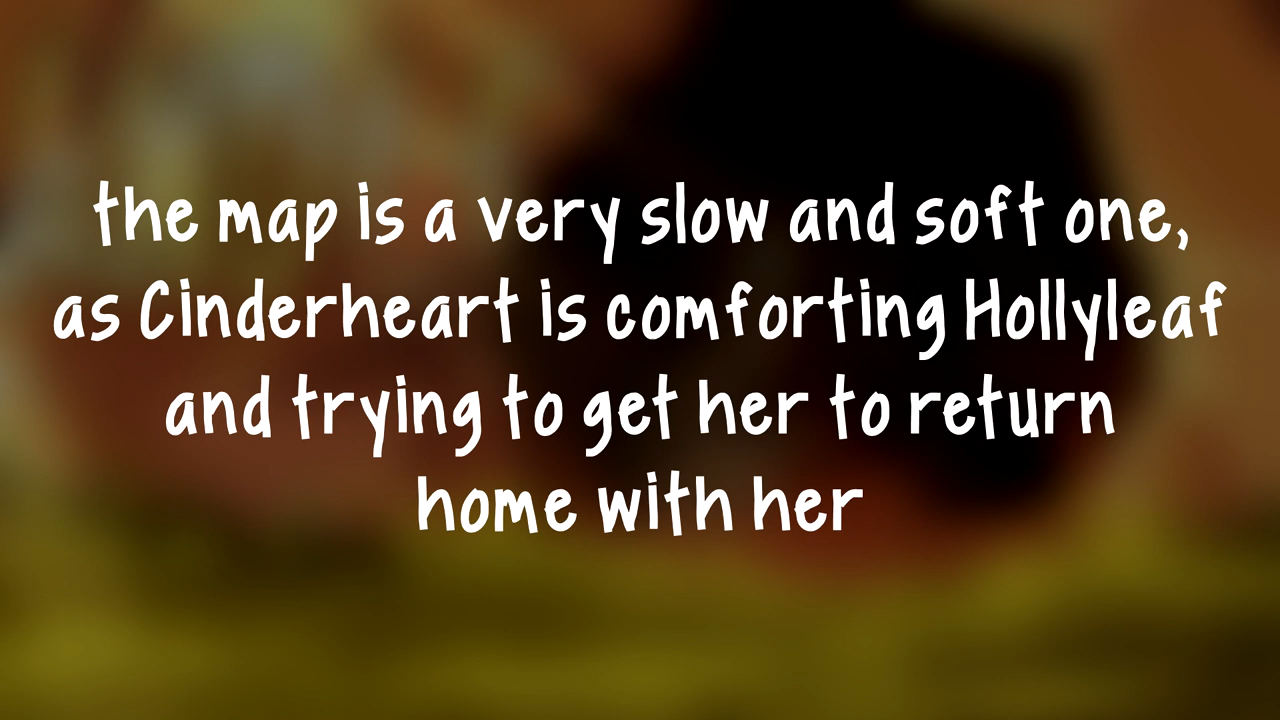 the map is a very slow and soft one,
as Cinderheart is comforting Hollyleaf
and trying to get her to return
home with her